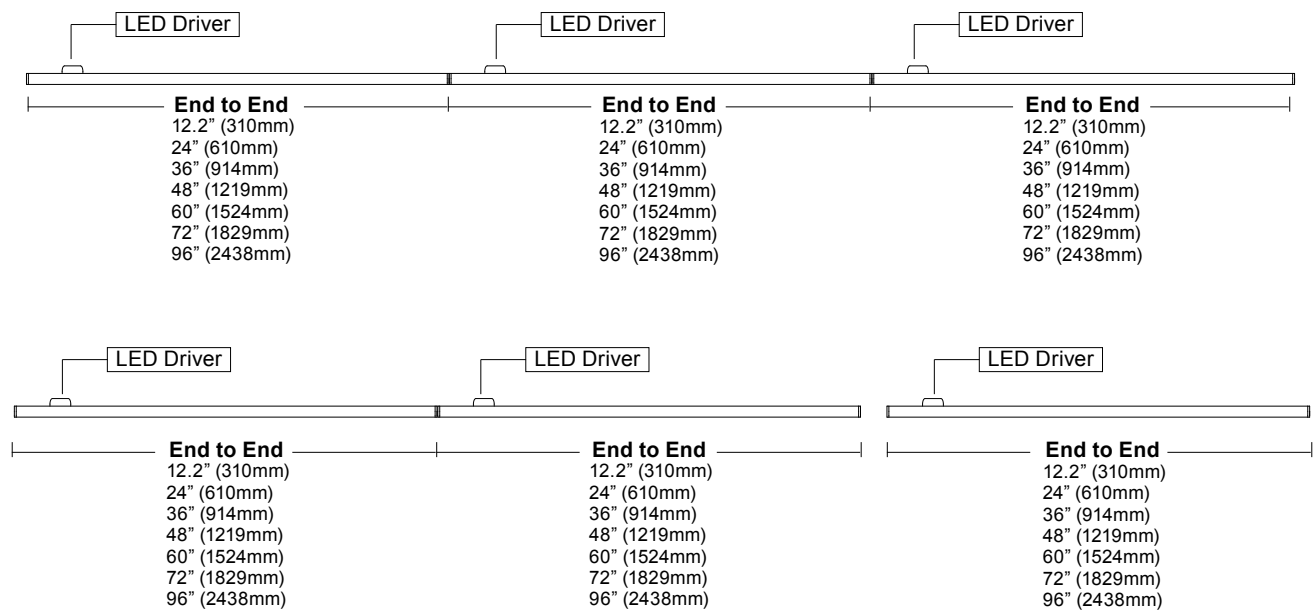 LED Driver
LED Driver
LED Driver
End to End
12.2” (310mm)
24” (610mm)
36” (914mm)
48” (1219mm)
60” (1524mm)
72” (1829mm)
96” (2438mm)
End to End
12.2” (310mm)
24” (610mm)
36” (914mm)
48” (1219mm)
60” (1524mm)
72” (1829mm)
96” (2438mm)
End to End
12.2” (310mm)
24” (610mm)
36” (914mm)
48” (1219mm)
60” (1524mm)
72” (1829mm)
96” (2438mm)
LED Driver
LED Driver
LED Driver
End to End
12.2” (310mm)
24” (610mm)
36” (914mm)
48” (1219mm)
60” (1524mm)
72” (1829mm)
96” (2438mm)
End to End
12.2” (310mm)
24” (610mm)
36” (914mm)
48” (1219mm)
60” (1524mm)
72” (1829mm)
96” (2438mm)
End to End
12.2” (310mm)
24” (610mm)
36” (914mm)
48” (1219mm)
60” (1524mm)
72” (1829mm)
96” (2438mm)